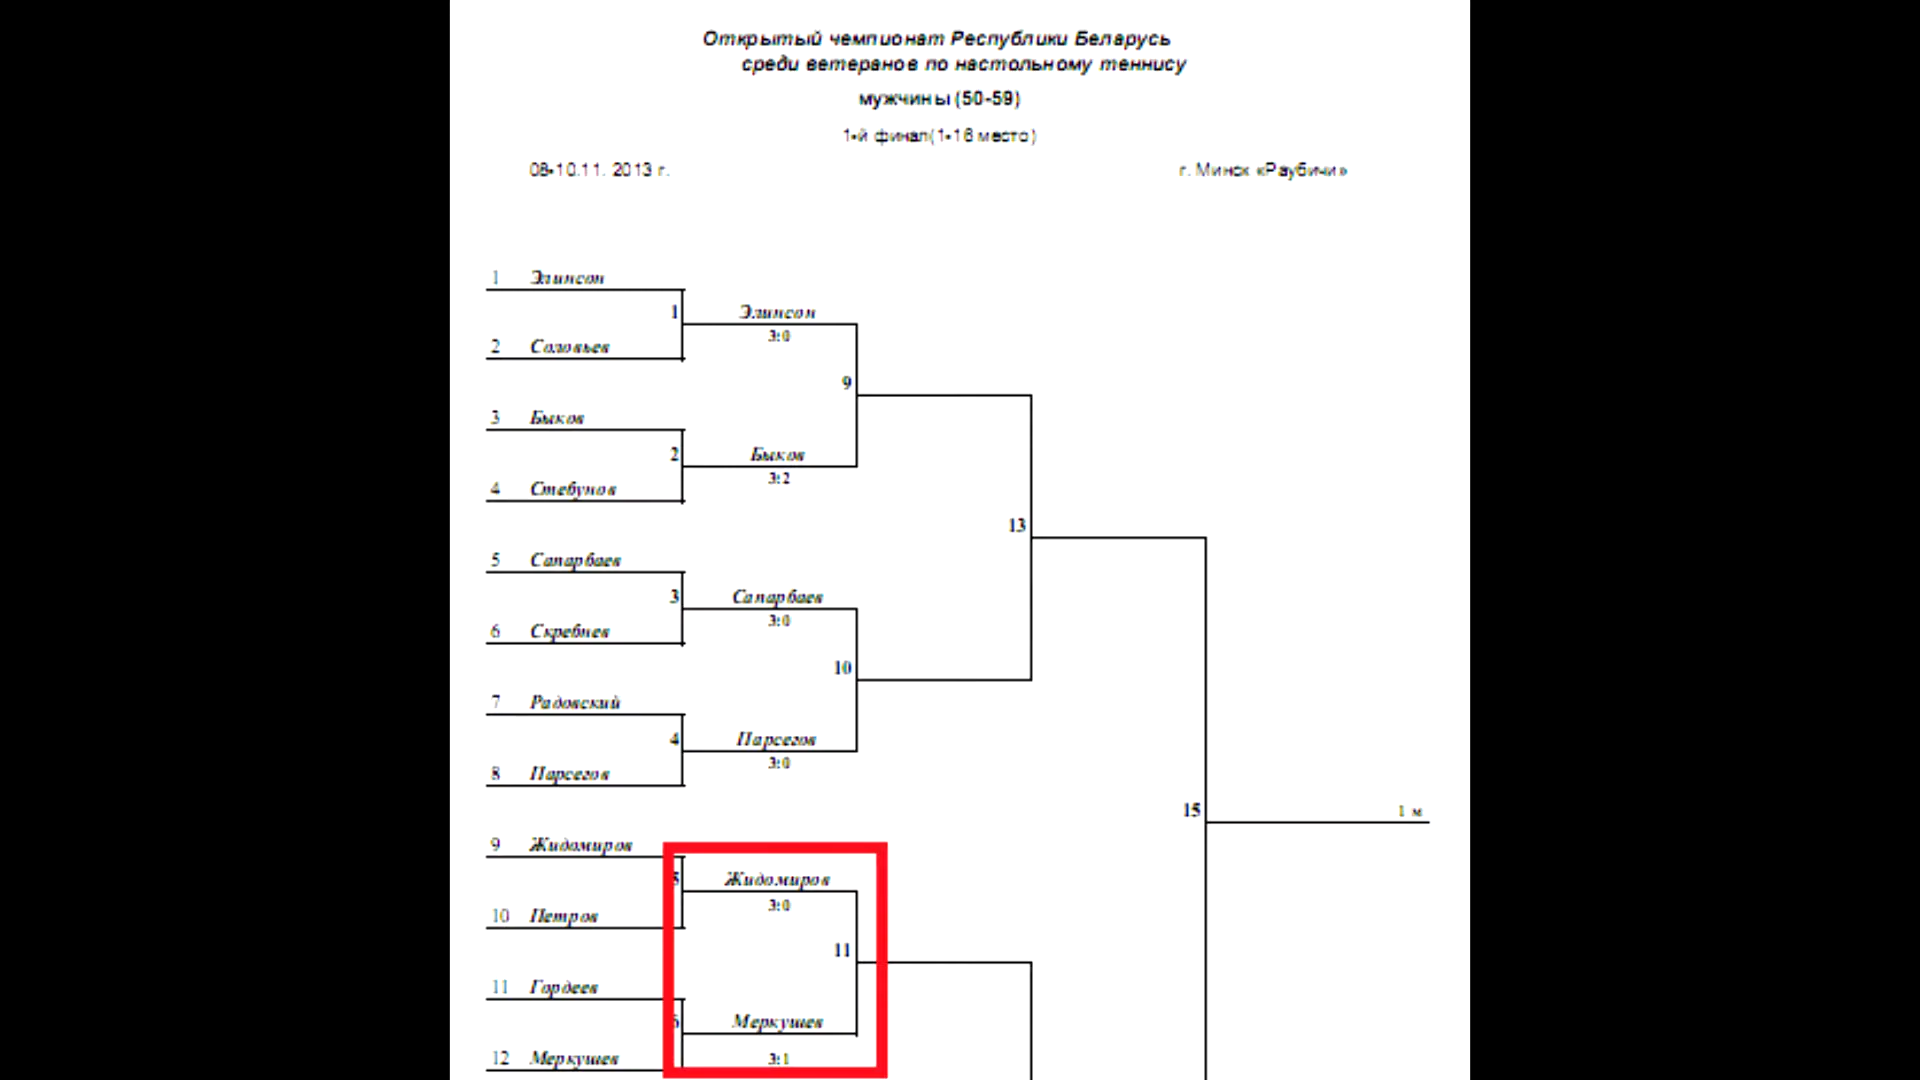 Открытый чемпионат Республики Беларусь
среди ветеранов по настольному теннису
мужчины (50-59)
1-й финал(1-16 место)
08-10.11. 2013 г. г. Минск «Раубичи»
1 Элинсон
1 Элинсон
3:0
2 Соловьев
9
3 Быков
2 Быков
3:2
4 Стебунов
13
5 Сапарбаев
3 Сапарбаев
3:0
6 Скребнев
10
7 Радовский
4 Парсегов
3:0
8 Парсегов
15 1 м
9 Жидомиров
5 Жидомиров
3:0
10 Петров
11
11 Гордеев
6 Меркушев
12 Меркушев 3:1